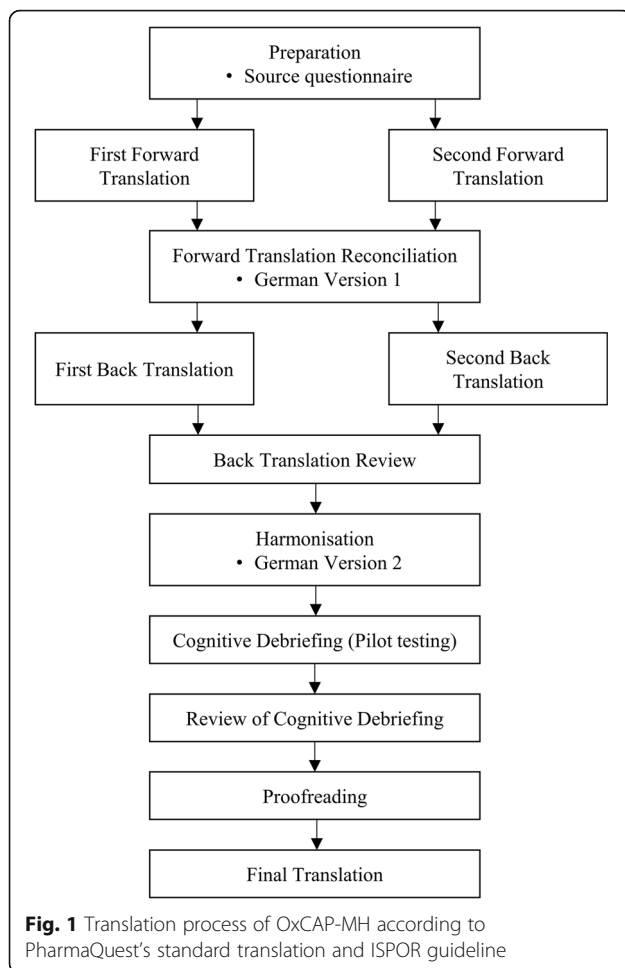 Preparation
• Source questionnaire
First Forward
Translation
Second Forward
Translation
Forward Translation Reconciliation
• German Version 1
First Back Translation
Second Back
Translation
Back Translation Review
Harmonisation
• German Version 2
Cognitive Debriefing (Pilot testing)
Review of Cognitive Debriefing
Proofreading
Final Translation
Fig. 1 Translation process of OxCAP-MH according to
PharmaQuest's standard translation and ISPOR guideline